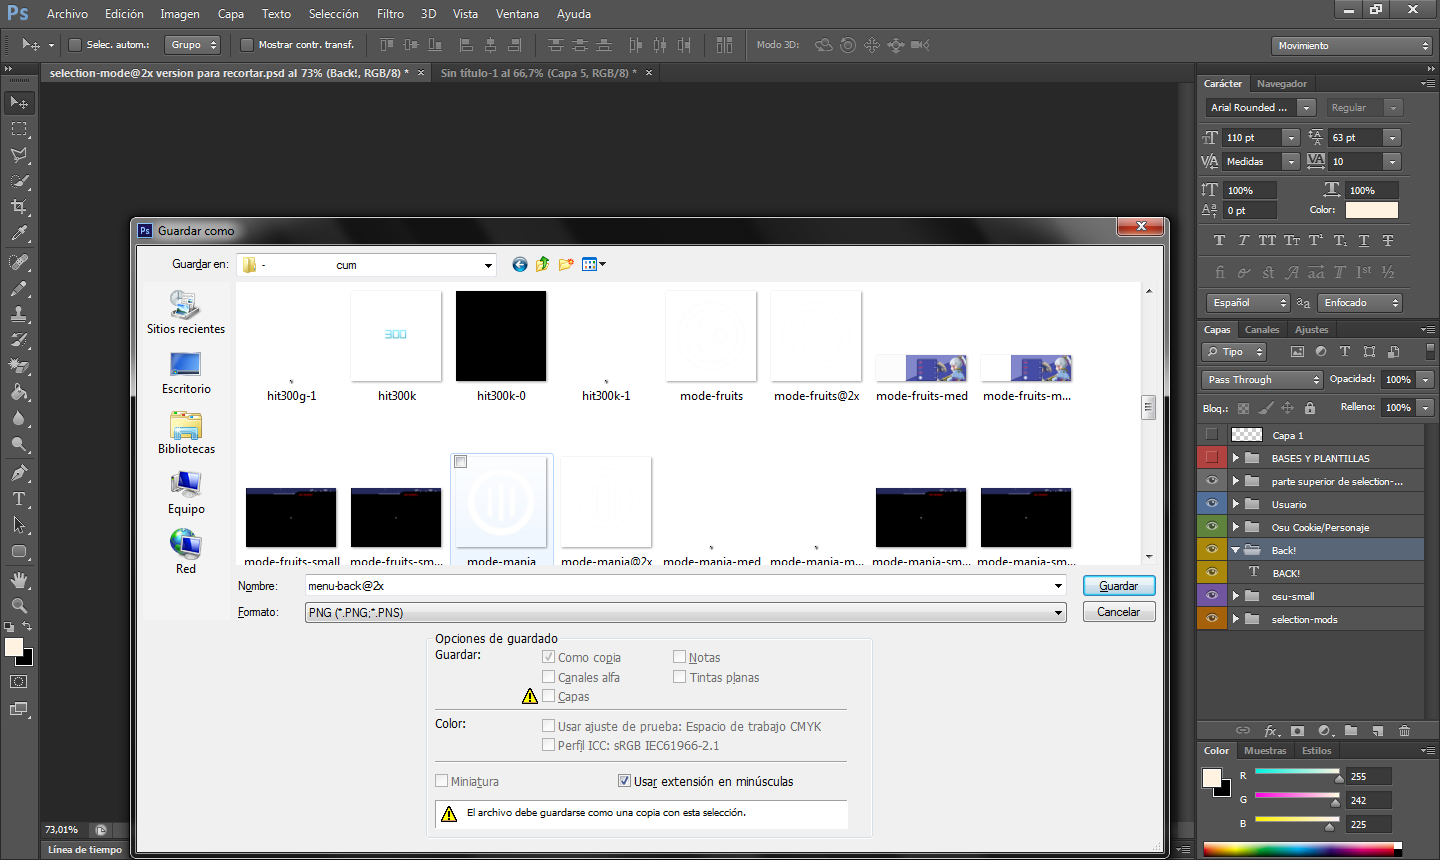 Ps Archivo Edición Imagen Capa Texto Selección Filtro 3D Vista Ventana Ayuda
Selec. autom.: Grupo Mostrar contr. transf. Modo 3D: Movimiento
selection-mode@2x version para recortar.psd al 73% (Back!, RGB/8) * × Sin título-1 al 66,7% (Capa 5, RGB/8) * ×
Carácter Navegador
Arial Rounded ... Regular
110 pt 63 pt
Medidas 10
100% 100%
0 pt Color:
Español Enfocado
Capas Canales Ajustes
Tipo
Pass Through Opacidad: 100%
Bloq.: Relleno: 100%
Capa 1
BASES Y PLANTILLAS
parte superior de selection-...
Usuario
Osu Cookie/Personaje
Back!
BACK!
osu-small
selection-mods
Color Muestras Estilos
R 255
G 242
B 225
Guardar como
Guardar en: - cum
Sitios recientes
Escritorio
Bibliotecas
Equipo
Red
300
hit300g-1 hit300k hit300k-0 hit300k-1 mode-fruits mode-fruits@2x mode-fruits-med mode-fruits-m...
mode-fruits-small mode-fruits-sm... mode-mania mode-mania@2x mode-mania-med mode-mania-m... mode-mania-sm... mode-mania-sm...
Nombre: menu-back@2x Guardar
Formato: PNG (*.PNG;*.PNS) Cancelar
Opciones de guardado
Guardar: Como copia Notas
Canales alfa Tintas planas
Capas
Color: Usar ajuste de prueba: Espacio de trabajo CMYK
Perfil ICC: sRGB IEC61966-2.1
Miniatura Usar extensión en minúsculas
El archivo debe guardarse como una copia con esta selección.
73,01%
Línea de tiempo